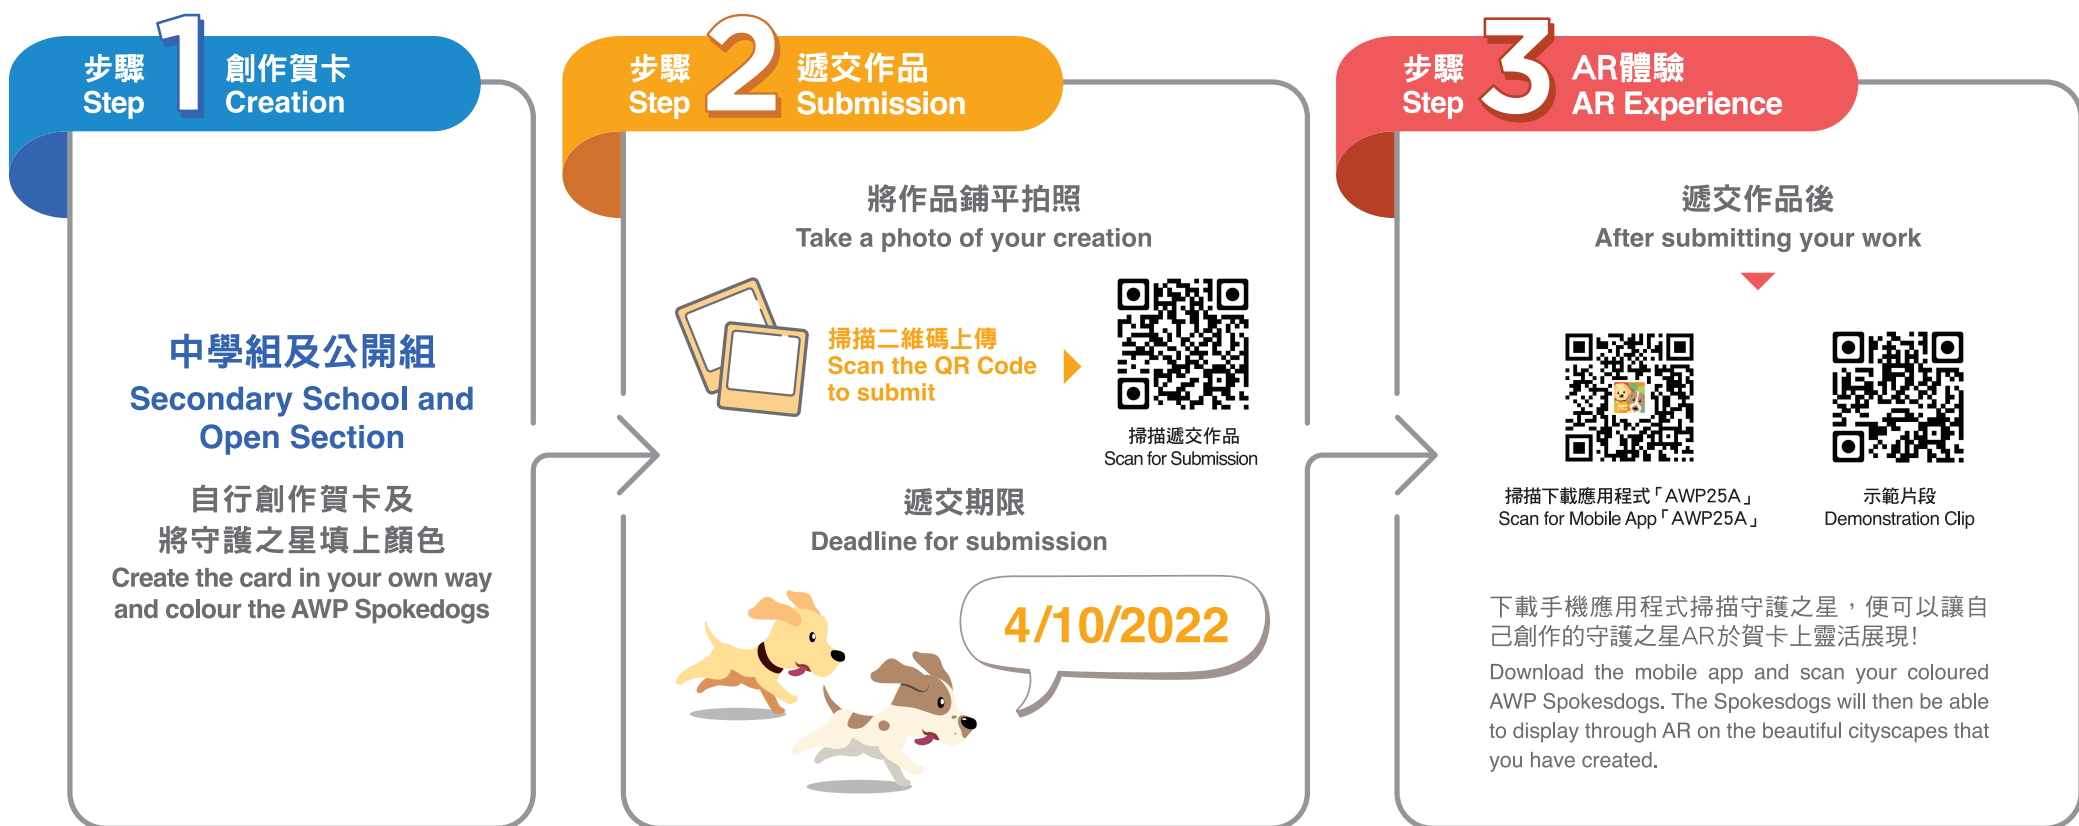 步驟
Step
1
創作賀卡
Creation
中學組及公開組
Secondary School and
Open Section
自行創作賀卡及
將守護之星填上顏色
Create the card in your own way
and colour the AWP Spokedogs
步驟
Step
2
遞交作品
Submission
將作品鋪平拍照
Take a photo of your creation
掃描二維碼上傳
Scan the QR Code
to submit
掃描遞交作品
Scan for Submission
遞交期限
Deadline for submission
4/10/2022
步驟
Step
3
AR體驗
AR Experience
遞交作品後
After submitting your work
掃描下載應用程式「AWP25A」
Scan for Mobile App「AWP25A」
示範片段
Demonstration Clip
下載手機應用程式掃描守護之星，便可以讓自
己創作的守護之星AR於賀卡上靈活展現!
Download the mobile app and scan your coloured
AWP Spokesdogs. The Spokesdogs will then be able
to display through AR on the beautiful cityscapes that
you have created.